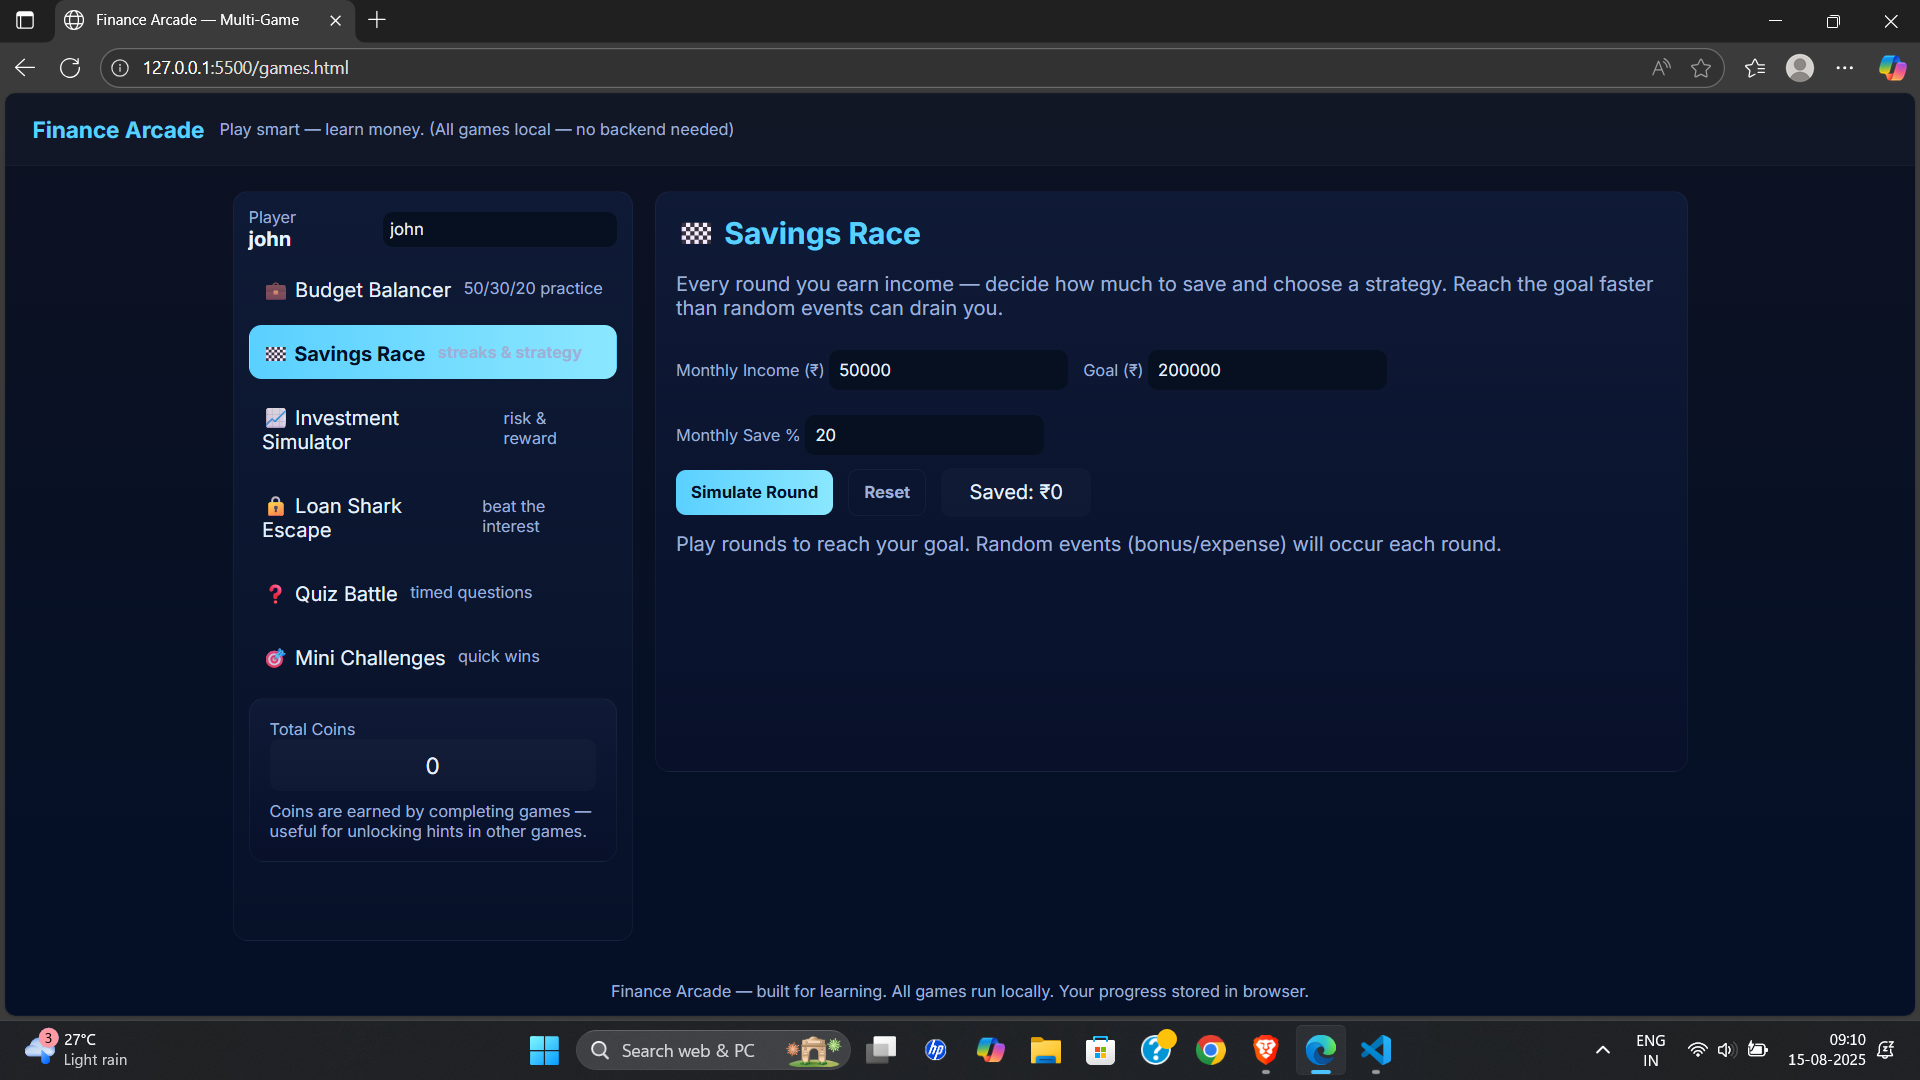 Finance Arcade — Multi-Game
127.0.0.1:5500/games.html
Finance Arcade Play smart — learn money. (All games local — no backend needed)
Player
john
john
Budget Balancer 50/30/20 practice
Savings Race streaks & strategy
Investment Simulator risk & reward
Loan Shark Escape beat the interest
Quiz Battle timed questions
Mini Challenges quick wins
Total Coins
0
Coins are earned by completing games —
useful for unlocking hints in other games.
Savings Race
Every round you earn income — decide how much to save and choose a strategy. Reach the goal faster
than random events can drain you.
Monthly Income (₹) 50000 Goal (₹) 200000
Monthly Save % 20
Simulate Round Reset Saved: ₹0
Play rounds to reach your goal. Random events (bonus/expense) will occur each round.
Finance Arcade — built for learning. All games run locally. Your progress stored in browser.
3
27°C
Light rain
Search web & PC
hp
ENG
IN
09:10
15-08-2025